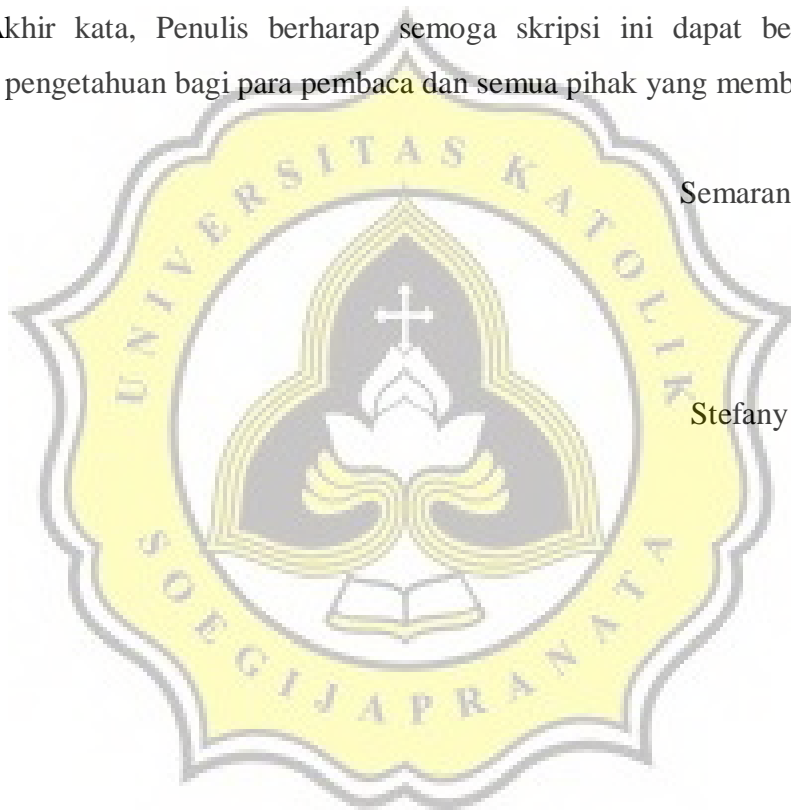 Akhir kata, Penulis berharap semoga skripsi ini dapat be
pengetahuan bagi para pembaca dan semua pihak yang memb
Semaran
Stefany
UNIVERSITAS KATOLIK
SOEGIJAPRANATA